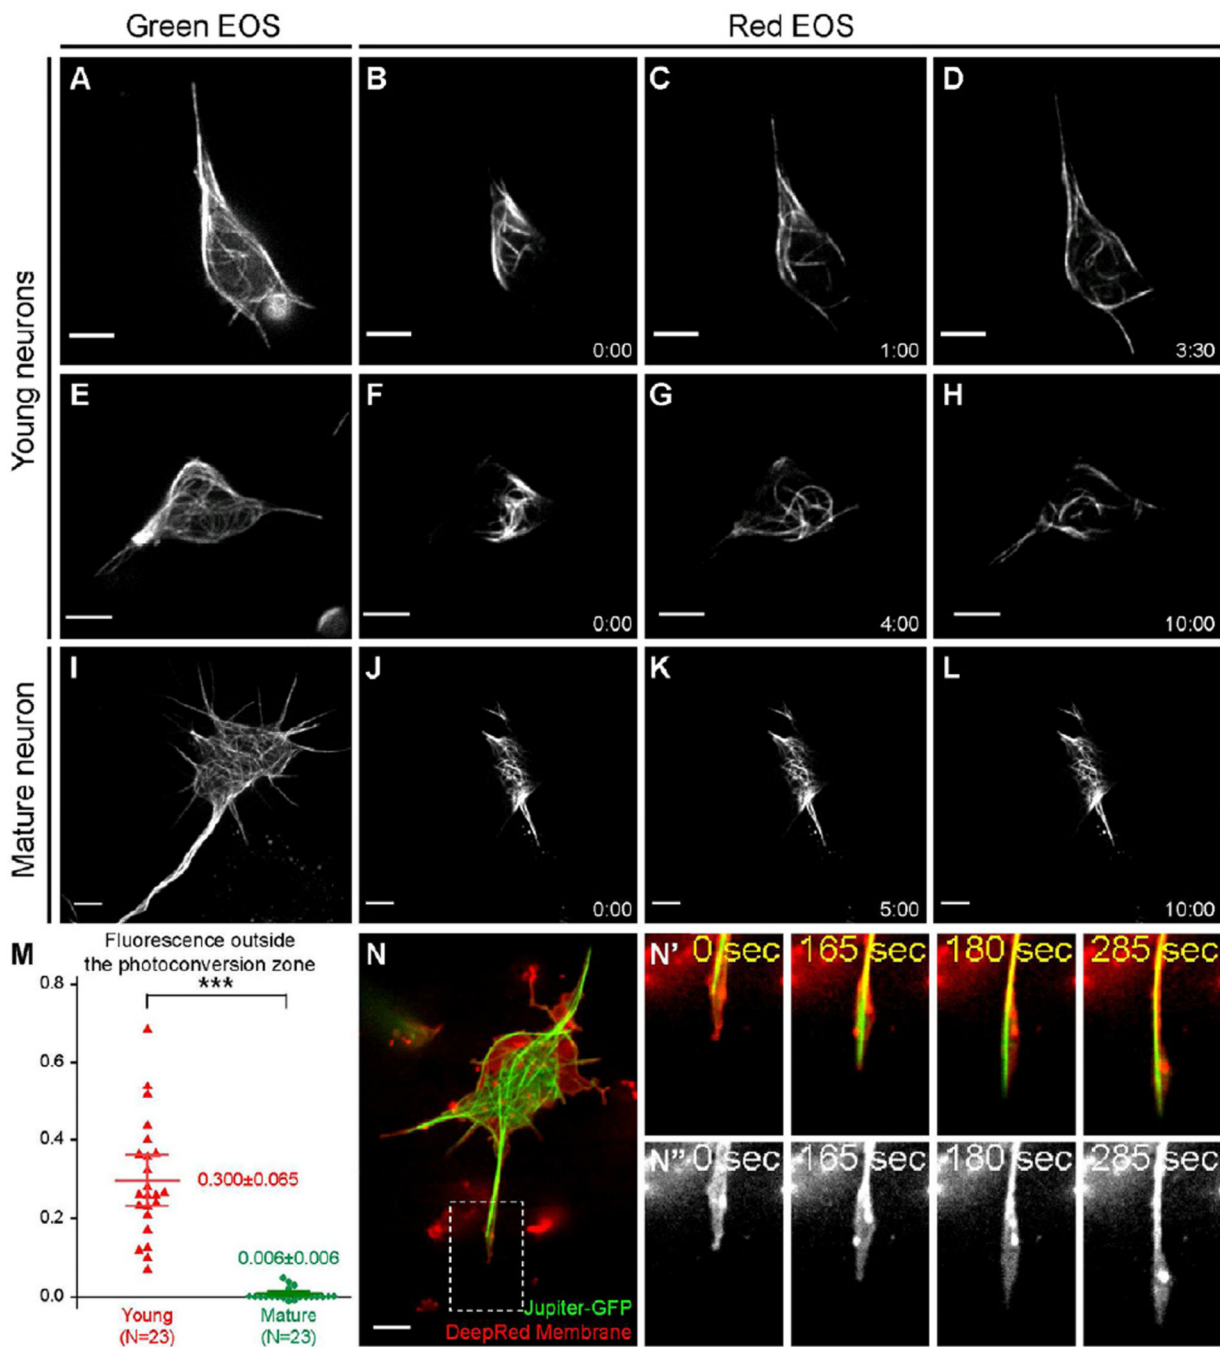 Green EOS
Red EOS
Young neurons
A
B
0:00
C
1:00
D
3:30
E
F
0:00
G
4:00
H
10:00
Mature neuron
I
J
0:00
K
5:00
L
10:00
M
Fluorescence outside
the photoconversion zone
***
0.8
0.6
0.4
0.2
0.0
0.300±0.065
0.006±0.006
Young
(N=23)
Mature
(N=23)
N
Jupiter-GFP
DeepRed Membrane
N' 0 sec
165 sec
180 sec
285 sec
N" 0 sec
165 sec
180 sec
285 sec